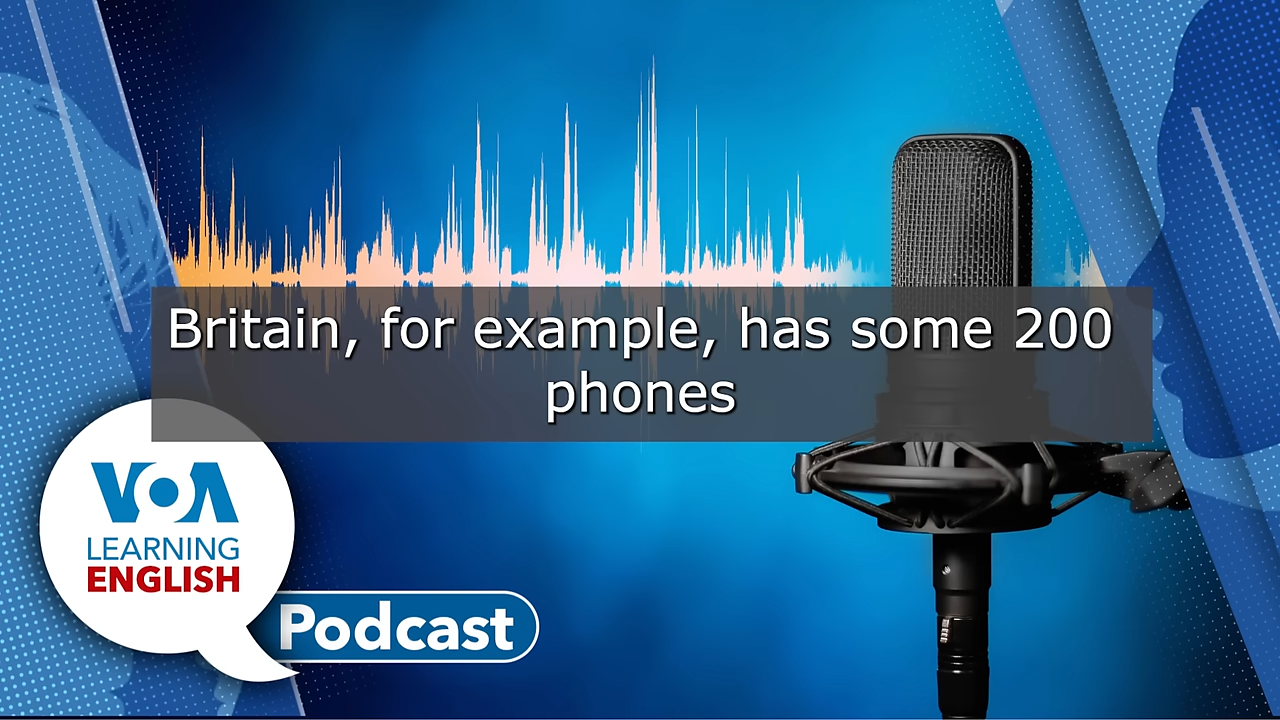 Britain, for example, has some 200
phones
VOA
LEARNING
ENGLISH
Podcast